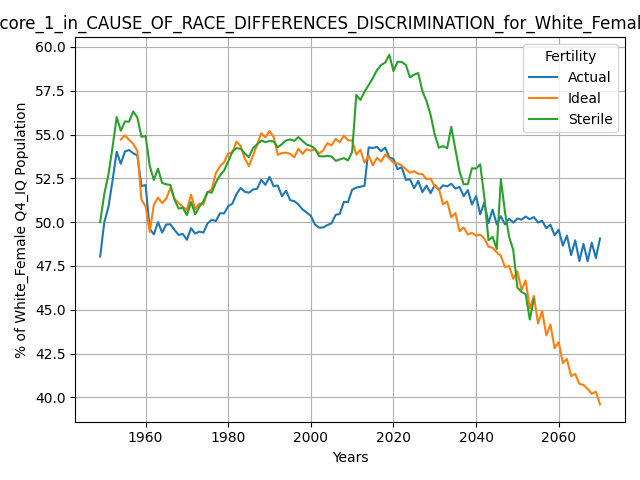 core_1_in_CAUSE_OF_RACE_DIFFERENCES_DISCRIMINATION_for_White_Femal
Fertility
Actual
Ideal
Sterile
% of White_Female Q4_IQ Population
60.0
57.5
55.0
52.5
50.0
47.5
45.0
42.5
40.0
1960
1980
2000
2020
2040
2060
Years